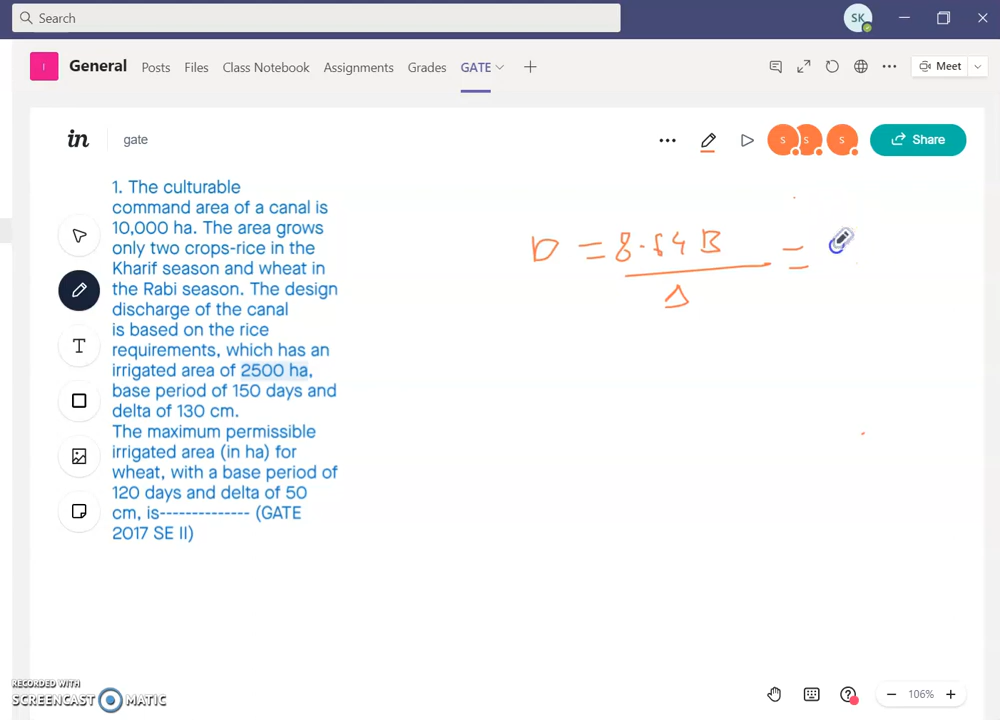 Search
SK
I
General Posts Files Class Notebook Assignments Grades GATE
Meet
in gate
S S S
Share
1. The culturable
command area of a canal is
10,000 ha. The area grows
only two crops-rice in the
Kharif season and wheat in
the Rabi season. The design
discharge of the canal
is based on the rice
requirements, which has an
irrigated area of 2500 ha,
base period of 150 days and
delta of 130 cm.
The maximum permissible
irrigated area (in ha) for
wheat, with a base period of
120 days and delta of 50
cm, is-------------- (GATE
2017 SE II)
D = 8.64 B =
Δ
T
RECORDED WITH
SCREENCAST MATIC
106%